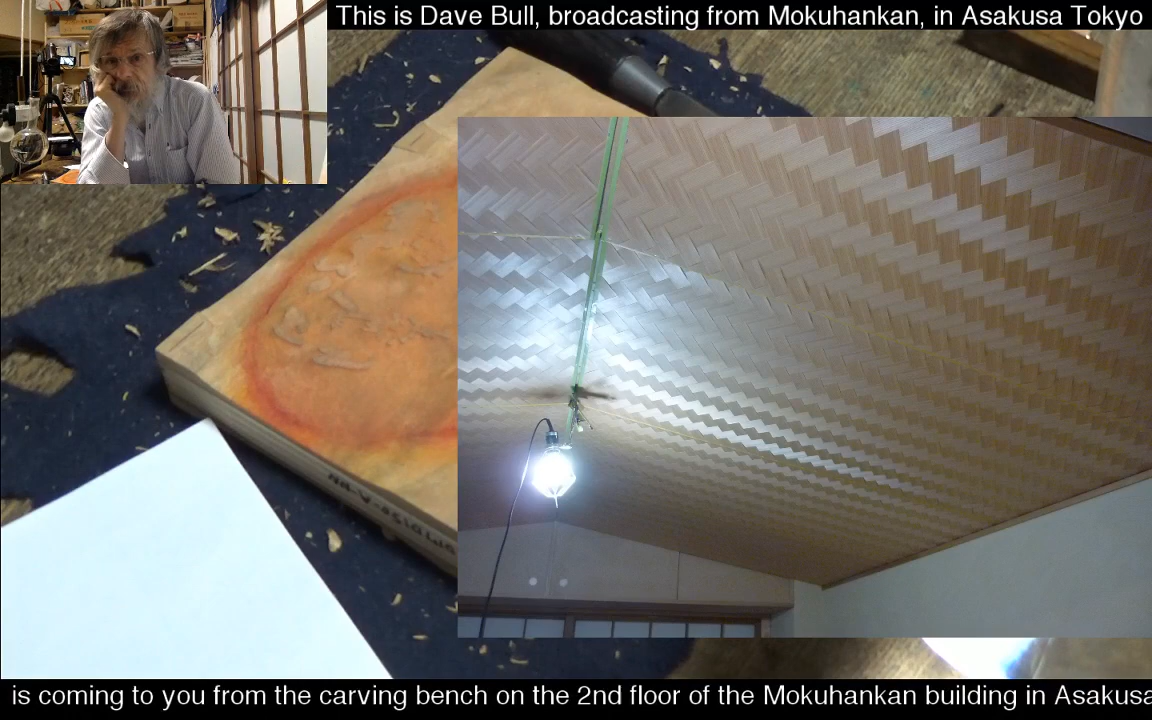 This is Dave Bull, broadcasting from Mokuhankan, in Asakusa Tokyo
is coming to you from the carving bench on the 2nd floor of the Mokuhankan building in Asakusa